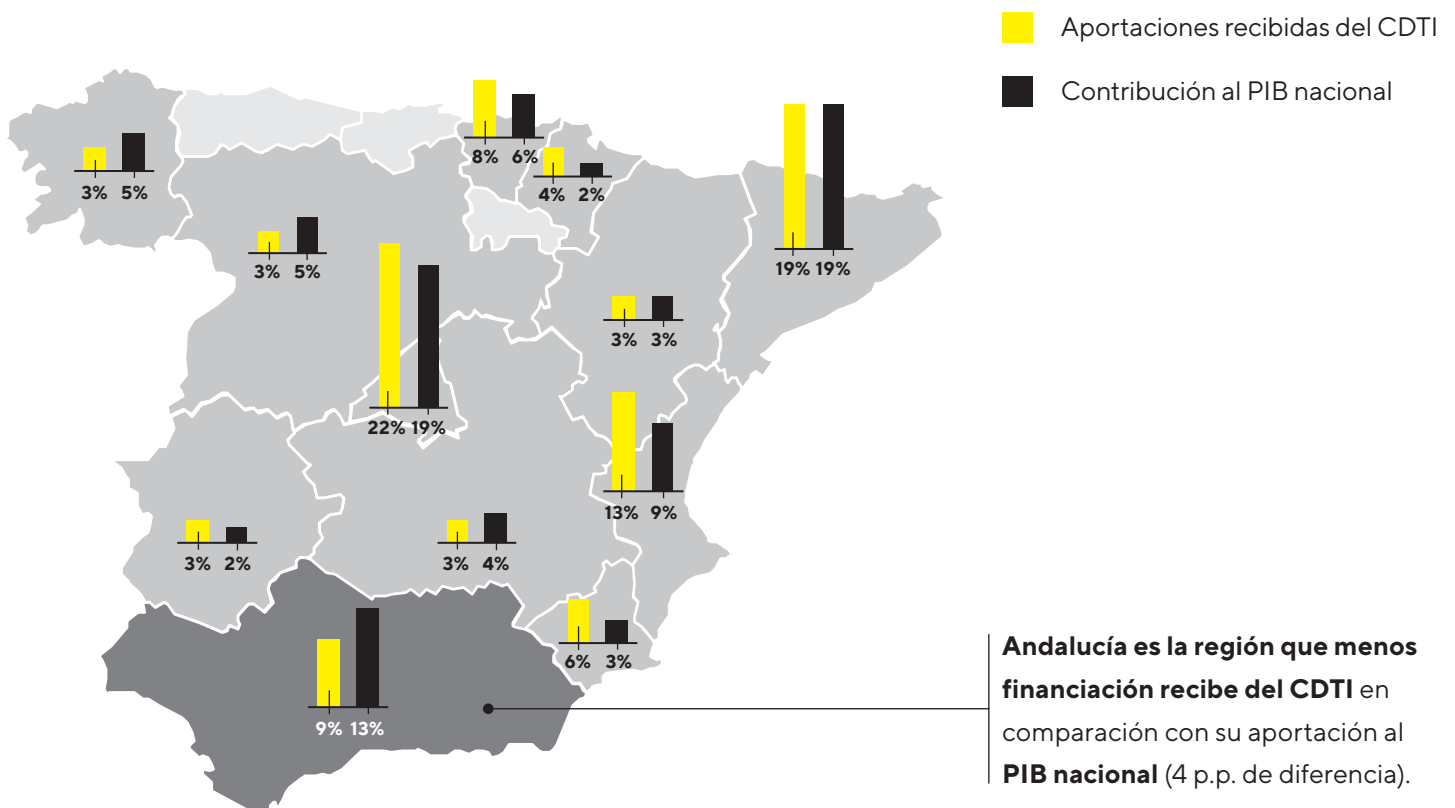 Aportaciones recibidas del CDTI
Contribución al PIB nacional
8% 6%
3% 5%
4% 2%
3% 5%
19% 19%
3% 3%
22% 19%
13% 9%
3% 2%
3% 4%
6% 3%
9% 13%
Andalucía es la región que menos
financiación recibe del CDTI en
comparación con su aportación al
PIB nacional (4 p.p. de diferencia).